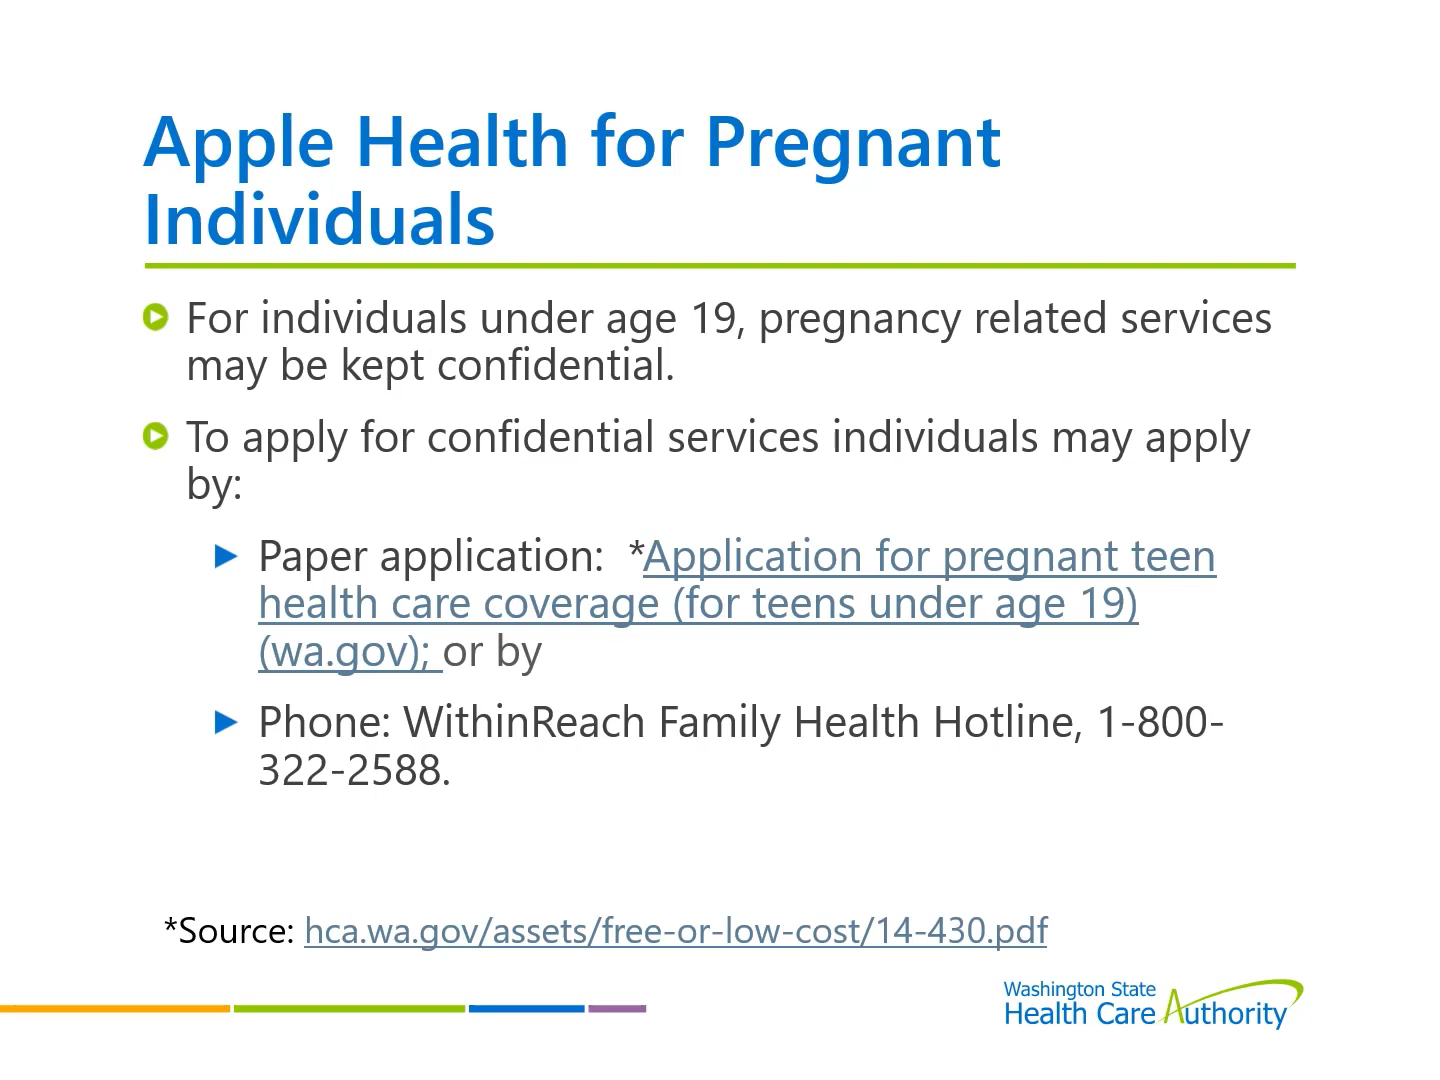 Apple Health for Pregnant
Individuals
For individuals under age 19, pregnancy related services
may be kept confidential.
To apply for confidential services individuals may apply
by:
Paper application:  *Application for pregnant teen
health care coverage (for teens under age 19)
(wa.gov); or by
Phone: WithinReach Family Health Hotline, 1-800-
322-2588.
*Source: hca.wa.gov/assets/free-or-low-cost/14-430.pdf
Washington State
Health Care Authority